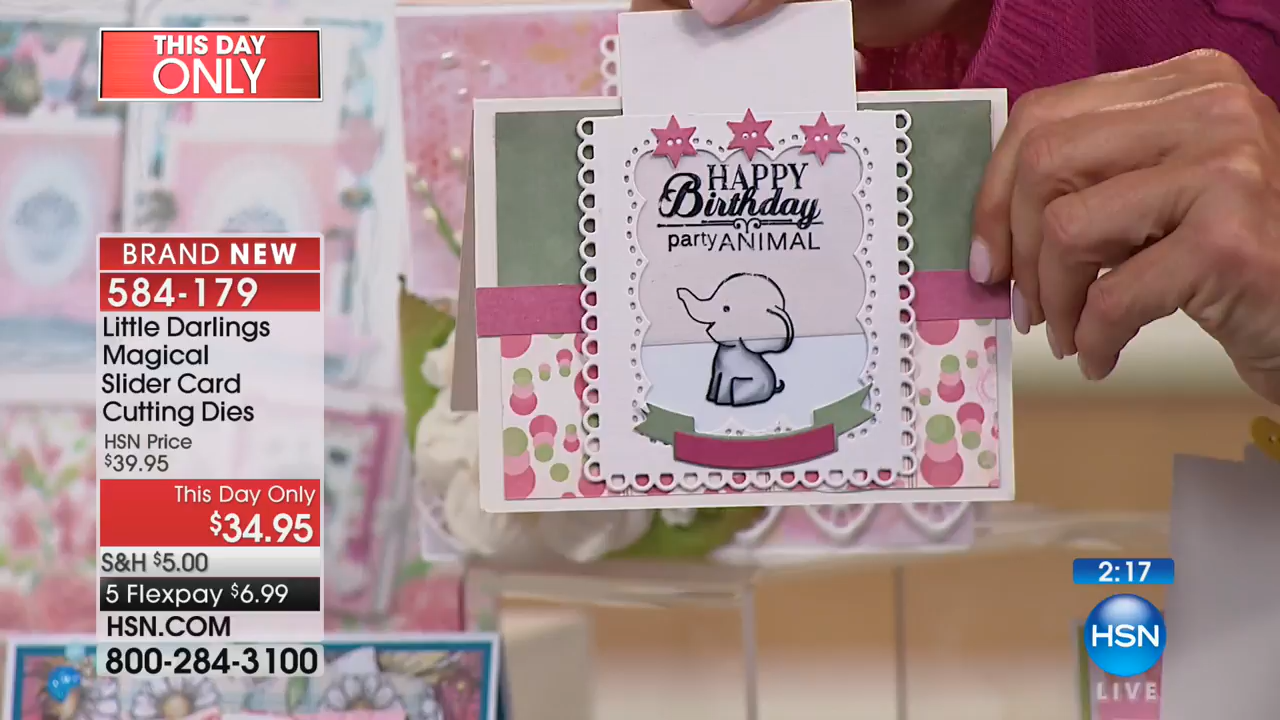 THIS DAY
ONLY
BRAND NEW
584-179
Little Darlings
Magical
Slider Card
Cutting Dies
HSN Price
$39.95
This Day Only
$34.95
S&H $5.00
5 Flexpay $6.99
HSN.COM
800-284-3100
HAPPY
Birthday
partyANIMAL
2:17
HSN
LIVE